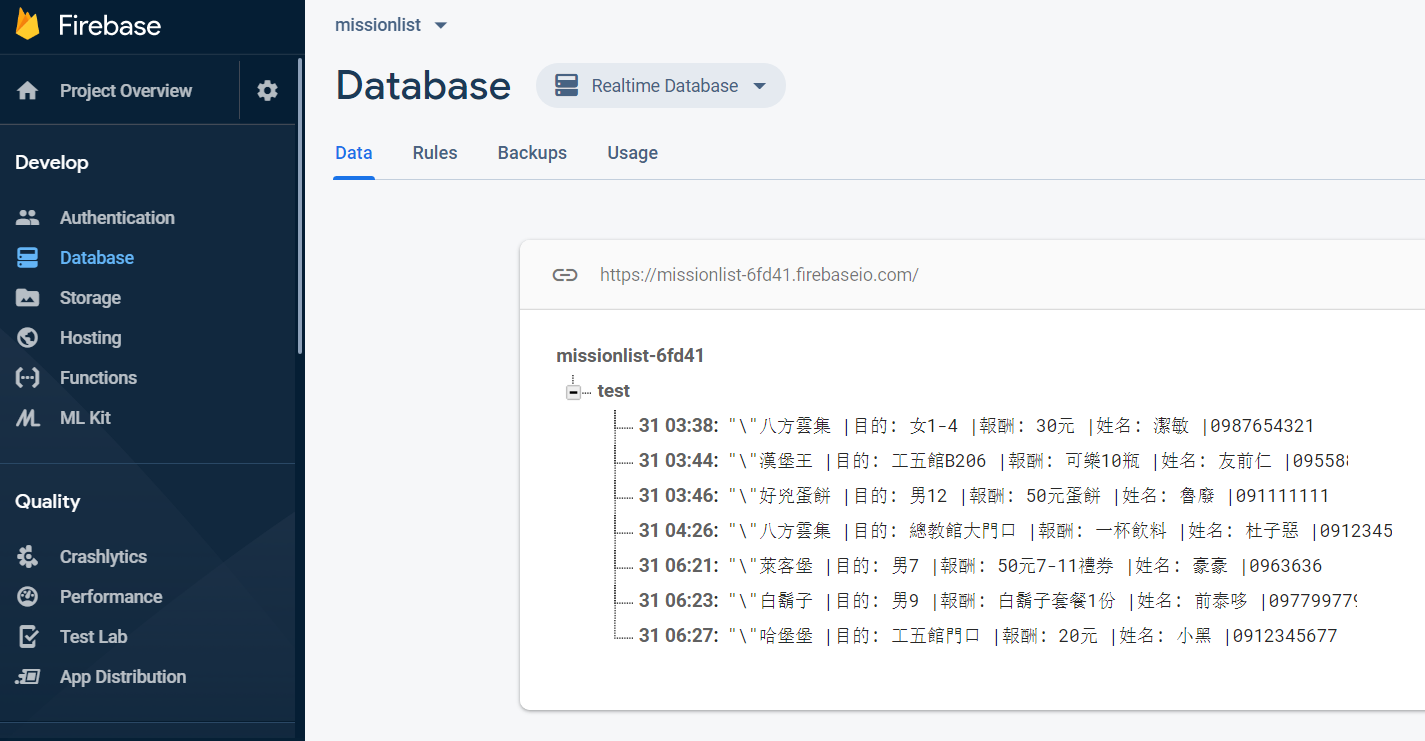 Firebase
missionlist
Project Overview
Database
Realtime Database
Data Rules Backups Usage
Develop
Authentication
Database
Storage
Hosting
Functions
ML Kit
Quality
Crashlytics
Performance
Test Lab
App Distribution
https://missionlist-6fd41.firebaseio.com/
missionlist-6fd41
test
31 03:38: "\"八方雲集 |目的: 女1-4 |報酬: 30元 |姓名: 潔敏 |0987654321
31 03:44: "\"漢堡王 |目的: 工五館B206 |報酬: 可樂10瓶 |姓名: 友前仁 |095588
31 03:46: "\"好兇蛋餅 |目的: 男12 |報酬: 50元蛋餅 |姓名: 魯廢 |091111111
31 04:26: "\"八方雲集 |目的: 總教館大門口 |報酬: 一杯飲料 |姓名: 杜子惡 |0912345
31 06:21: "\"萊客堡 |目的: 男7 |報酬: 50元7-11禮券 |姓名: 豪豪 |0963636
31 06:23: "\"白鬍子 |目的: 男9 |報酬: 白鬍子套餐1份 |姓名: 前泰哆 |097799779
31 06:27: "\"哈堡堡 |目的: 工五館門口 |報酬: 20元 |姓名: 小黑 |0912345677